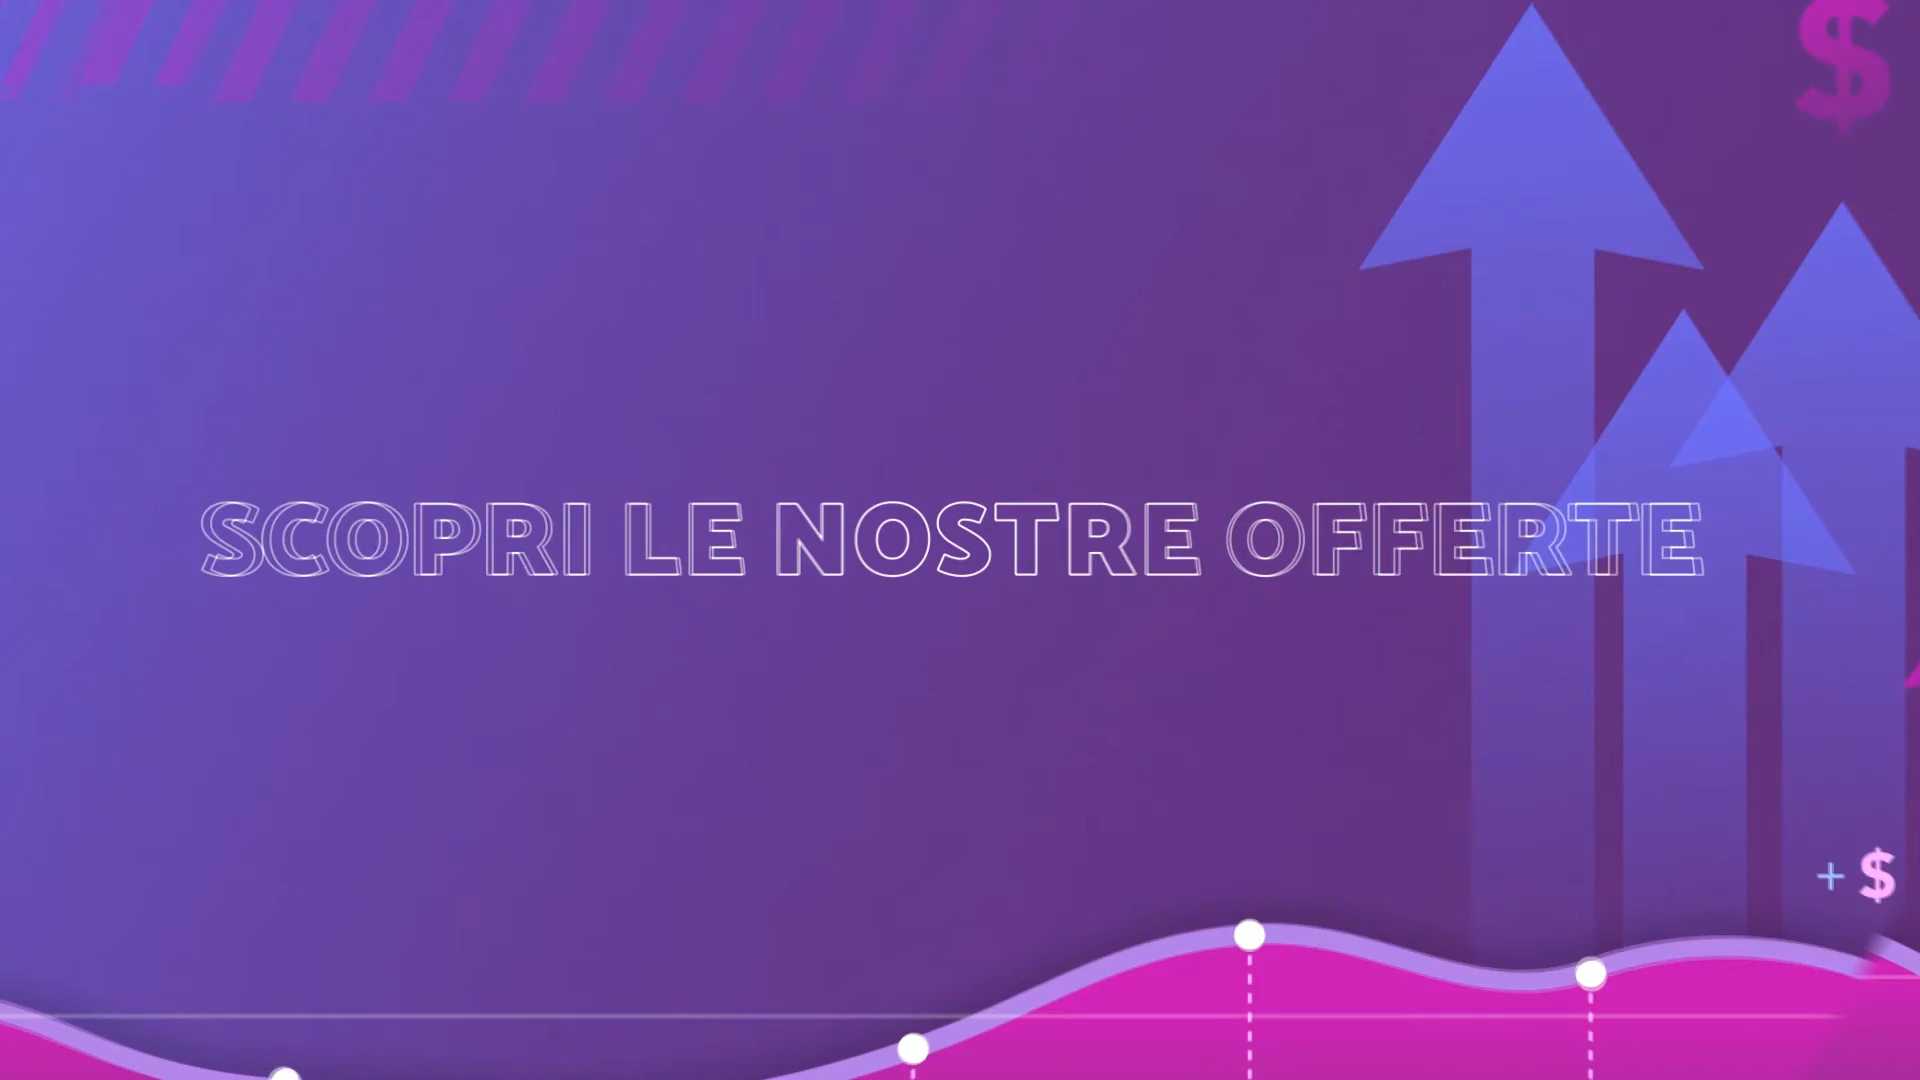 $
SCOPRI LE NOSTRE OFFERTE
+ $